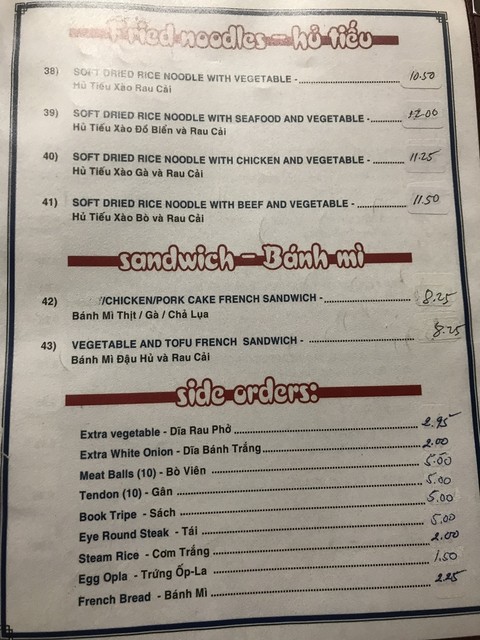 Fried noodles - hủ tiếu
38) SOFT DRIED RICE NOODLE WITH VEGETABLE - 10.50
Hủ Tiếu Xào Rau Cải
39) SOFT DRIED RICE NOODLE WITH SEAFOOD AND VEGETABLE - 12.00
Hủ Tiếu Xào Đồ Biển và Rau Cải
40) SOFT DRIED RICE NOODLE WITH CHICKEN AND VEGETABLE - 11.25
Hủ Tiếu Xào Gà và Rau Cải
41) SOFT DRIED RICE NOODLE WITH BEEF AND VEGETABLE - 11.50
Hủ Tiếu Xào Bò và Rau Cải
sandwich - Bánh mì
42) /CHICKEN/PORK CAKE FRENCH SANDWICH - 8.25
Bánh Mì Thịt / Gà / Chả Lụa
43) VEGETABLE AND TOFU FRENCH SANDWICH - 8.25
Bánh Mì Đậu Hủ và Rau Cải
side orders:
Extra vegetable - Dĩa Rau Phở 2.95
Extra White Onion - Dĩa Bánh Trắng 2.00
Meat Balls (10) - Bò Viên 5.00
Tendon (10) - Gân 5.00
Book Tripe - Sách 5.00
Eye Round Steak - Tái 5.00
Steam Rice - Cơm Trắng 2.00
Egg Opla - Trứng Ốp-La 1.50
French Bread - Bánh Mì 2.25